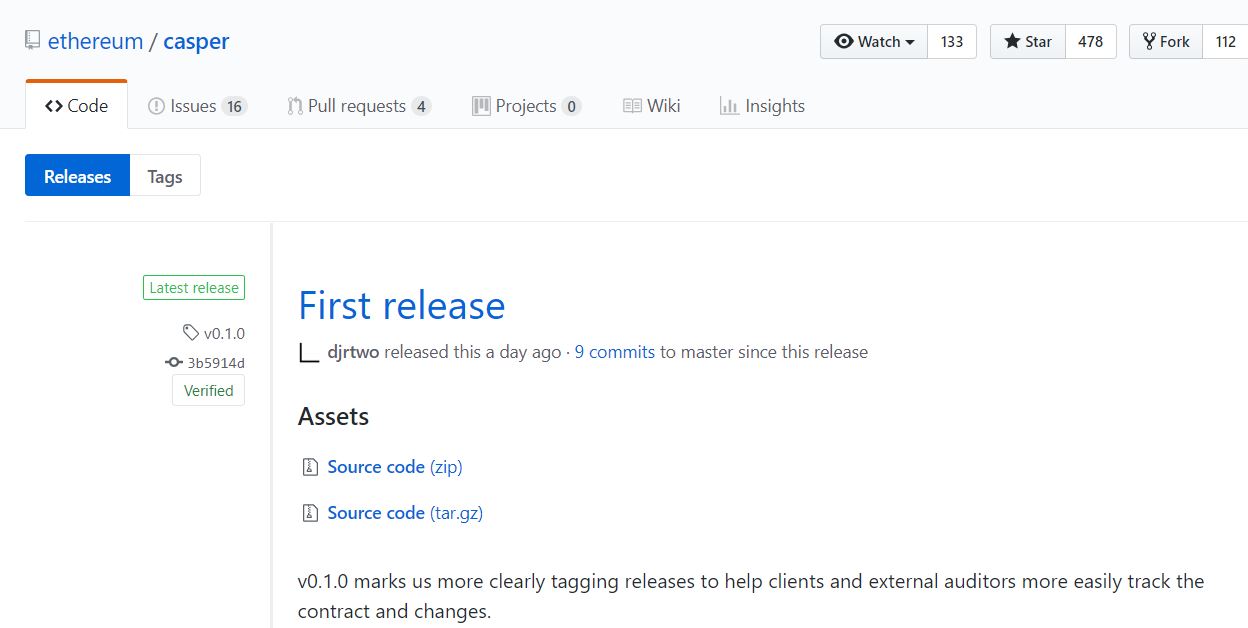 ethereum / casper
Watch 133 Star 478 Fork 112
Code Issues 16 Pull requests 4 Projects 0 Wiki Insights
Releases Tags
Latest release
v0.1.0
3b5914d
Verified
First release
djrtwo released this a day ago · 9 commits to master since this release
Assets
Source code (zip)
Source code (tar.gz)
v0.1.0 marks us more clearly tagging releases to help clients and external auditors more easily track the
contract and changes.